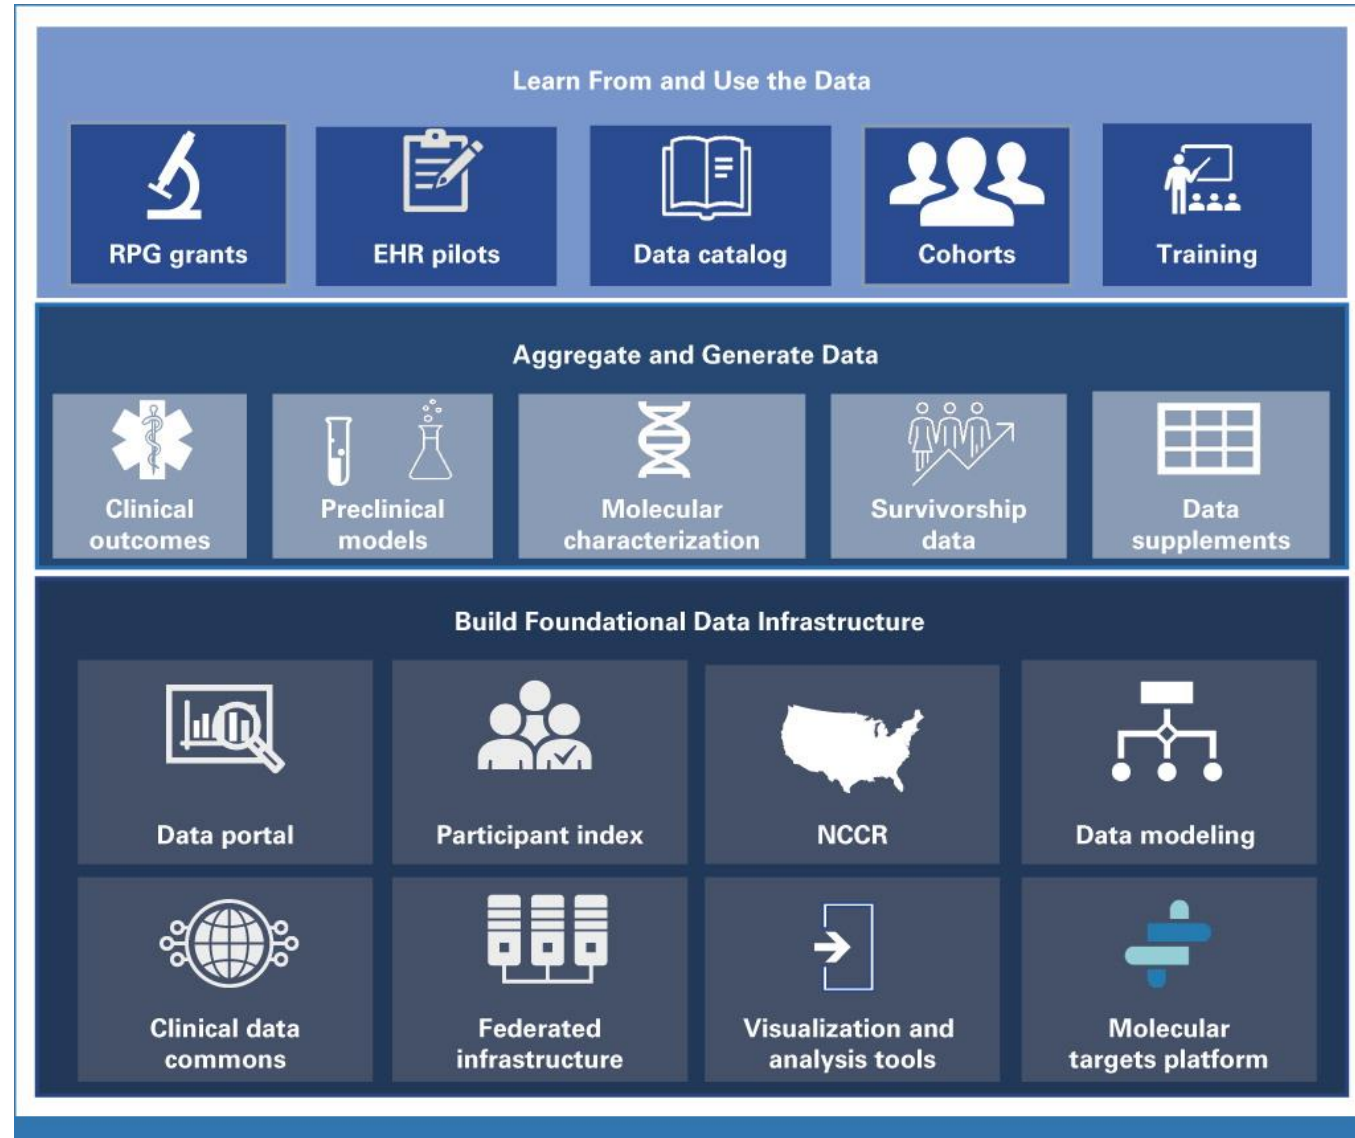 Learn From and Use the Data
RPG grants
EHR pilots
Data catalog
Cohorts
Training
Aggregate and Generate Data
Clinical
outcomes
Preclinical
models
Molecular
characterization
Survivorship
data
Data
supplements
Build Foundational Data Infrastructure
Data portal
Participant index
NCCR
Data modeling
Clinical data
commons
Federated
infrastructure
Visualization and
analysis tools
Molecular
targets platform